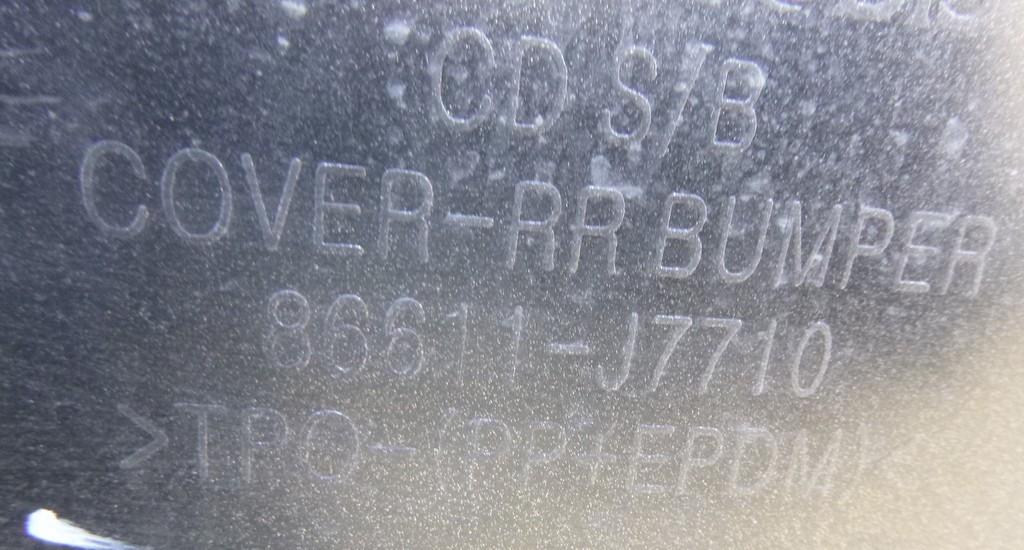 CD S/B
COVER-RR BUMPER
86611-J7710
>TPO-(PP+EPDM)<